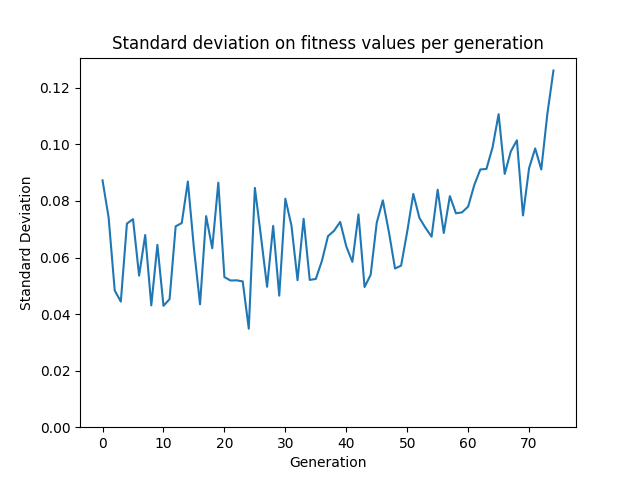 Standard deviation on fitness values per generation
0.12
0.10
0.08
0.06
0.04
0.02
0.00
Standard Deviation
0 10 20 30 40 50 60 70
Generation